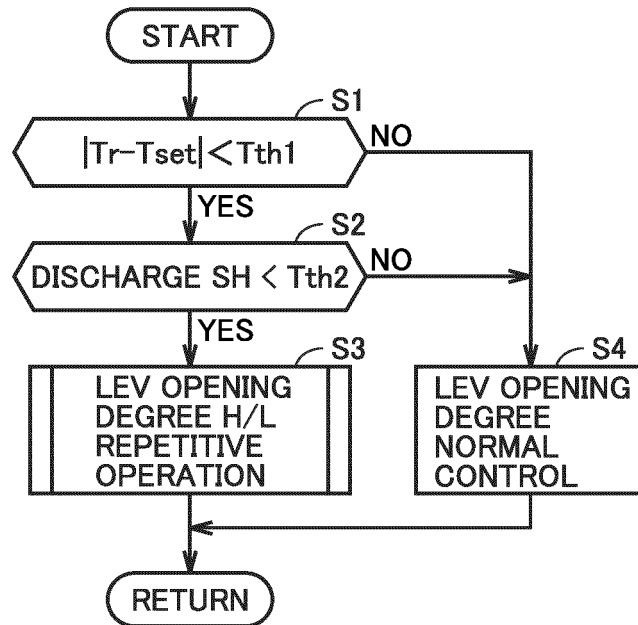 START
S1
|Tr-Tset|<Tth1
NO
YES
S2
DISCHARGE SH < Tth2
NO
YES
S3
LEV OPENING
DEGREE H/L
REPETITIVE
OPERATION
S4
LEV OPENING
DEGREE
NORMAL
CONTROL
RETURN